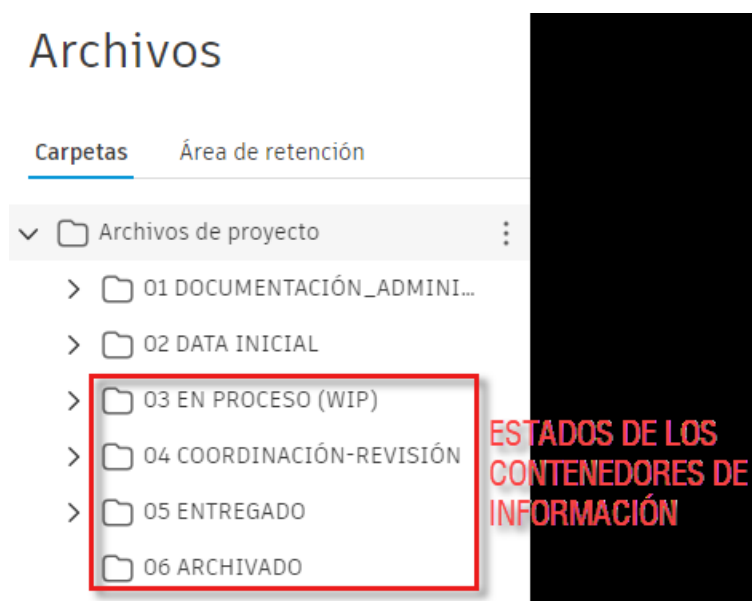 Archivos
Carpetas Área de retención
Archivos de proyecto
01 DOCUMENTACIÓN_ADMINI...
02 DATA INICIAL
03 EN PROCESO (WIP)
04 COORDINACIÓN-REVISIÓN
05 ENTREGADO
06 ARCHIVADO
ESTADOS DE LOS
CONTENEDORES DE
INFORMACIÓN